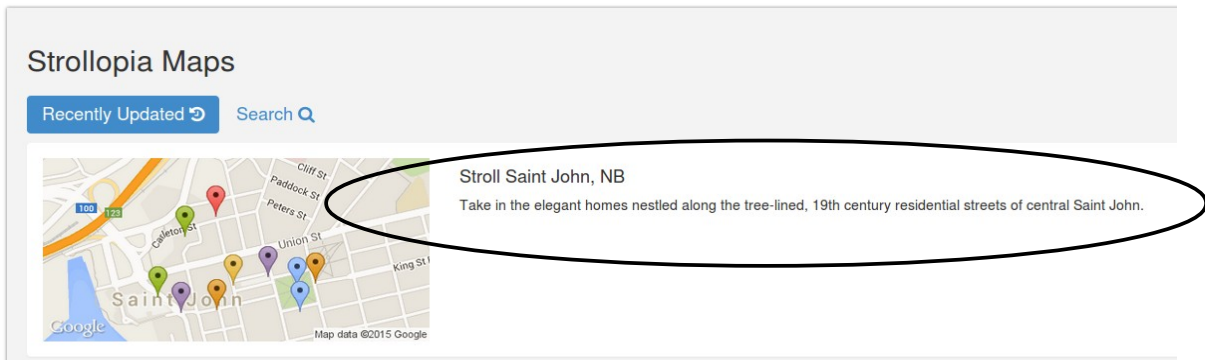 Strollopia Maps
Recently Updated
Search
Stroll Saint John, NB
Take in the elegant homes nestled along the tree-lined, 19th century residential streets of central Saint John.
Cliff St
Paddock St
Peters St
100
123
Carleton St
Union St
King St
Saint John
Google
Map data ©2015 Google